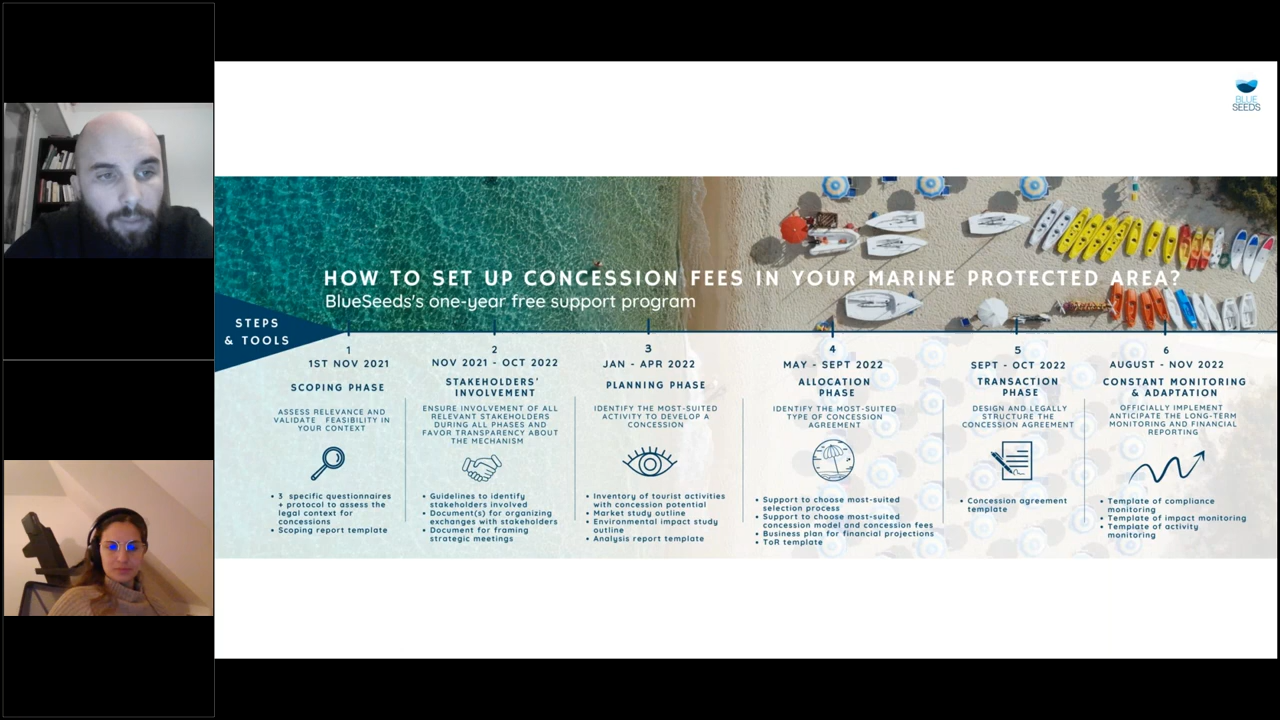 BLUE
SEEDS
HOW TO SET UP CONCESSION FEES IN YOUR MARINE PROTECTED AREA?
BlueSeeds's one-year free support program
STEPS
& TOOLS
1
1ST NOV 2021
SCOPING PHASE
ASSESS RELEVANCE AND
VALIDATE FEASIBILITY IN
YOUR CONTEXT
• 3 specific questionnaires
+ protocol to assess the
legal context for
concessions
• Scoping report template
2
NOV 2021 - OCT 2022
STAKEHOLDERS'
INVOLVEMENT
ENSURE INVOLVEMENT OF ALL
RELEVANT STAKEHOLDERS
DURING ALL PHASES AND
FAVOR TRANSPARENCY ABOUT
THE MECHANISM
• Guidelines to identify
stakeholders involved
• Document(s) for organizing
exchanges with stakeholders
• Document for framing
strategic meetings
3
JAN - APR 2022
PLANNING PHASE
IDENTIFY THE MOST-SUITED
ACTIVITY TO DEVELOP A
CONCESSION
• Inventory of tourist activities
with concession potential
• Market study outline
• Environmental impact study
outline
• Analysis report template
4
MAY - SEPT 2022
ALLOCATION
PHASE
IDENTIFY THE MOST-SUITED
TYPE OF CONCESSION
AGREEMENT
• Support to choose most-suited
selection process
• Support to choose most-suited
concession model and concession fees
• Business plan for financial projections
• ToR template
5
SEPT - OCT 2022
TRANSACTION
PHASE
DESIGN AND LEGALLY
STRUCTURE THE
CONCESSION AGREEMENT
• Concession agreement
template
6
AUGUST - NOV 2022
CONSTANT MONITORING
& ADAPTATION
OFFICIALLY IMPLEMENT
ANTICIPATE THE LONG-TERM
MONITORING AND FINANCIAL
REPORTING
• Template of compliance
monitoring
• Template of impact monitoring
• Template of activity
monitoring